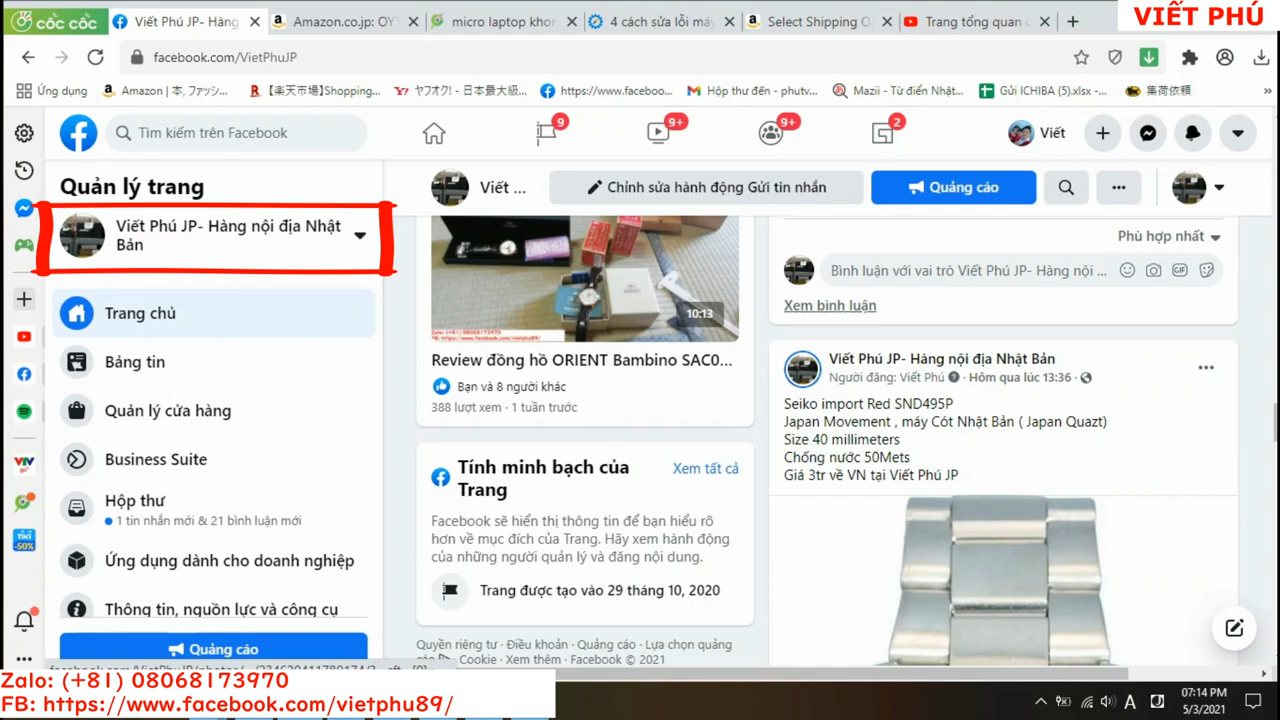 VIẾT PHÚ
CỐC CỐC
Viết Phú JP- Hàng
Amazon.co.jp: OY
micro laptop khon
4 cách sửa lỗi má
Select Shipping O
Trang tổng quan
facebook.com/VietPhuJP
Ứng dụng
Amazon | 本, ファッシ...
【楽天市場】Shopping...
ヤフオク! - 日本最大級...
https://www.faceboo...
Hộp thư đến - phutv...
Mazii - Từ điển Nhật...
Gửi ICHIBA (5).xlsx -...
集荷依頼
»
Tìm kiếm trên Facebook
9
9+
9+
2
Viết
Quản lý trang
Viết Phú JP- Hàng nội địa Nhật
Bản
Trang chủ
Bảng tin
Quản lý cửa hàng
Business Suite
Hộp thư
1 tin nhắn mới & 21 bình luận mới
Ứng dụng dành cho doanh nghiệp
Thông tin, nguồn lực và công cụ
Quảng cáo
VTV
go
TIKI
-50%
Viết ...
Chỉnh sửa hành động Gửi tin nhắn
Quảng cáo
10:13
Review đồng hồ ORIENT Bambino SAC0...
Bạn và 8 người khác
388 lượt xem · 1 tuần trước
Tính minh bạch của
Trang
Xem tất cả
Facebook sẽ hiển thị thông tin để bạn hiểu rõ
hơn về mục đích của Trang. Hãy xem hành động
của những người quản lý và đăng nội dung.
Trang được tạo vào 29 tháng 10, 2020
Quyền riêng tư · Điều khoản · Quảng cáo · Lựa chọn quảng
cáo · Cookie · Xem thêm · Facebook © 2021
Phù hợp nhất
Bình luận với vai trò Viết Phú JP- Hàng nội ...
GIF
Xem bình luận
Viết Phú JP- Hàng nội địa Nhật Bản
Người đăng: Viết Phú · Hôm qua lúc 13:36 ·
Seiko import Red SND495P
Japan Movement , máy Cót Nhật Bản ( Japan Quazt)
Size 40 millimeters
Chống nước 50Mets
Giá 3tr về VN tại Viết Phú JP
Zalo: (+81) 08068173970
FB: https://www.facebook.com/vietphu89/
A
07:14 PM
5/3/2021